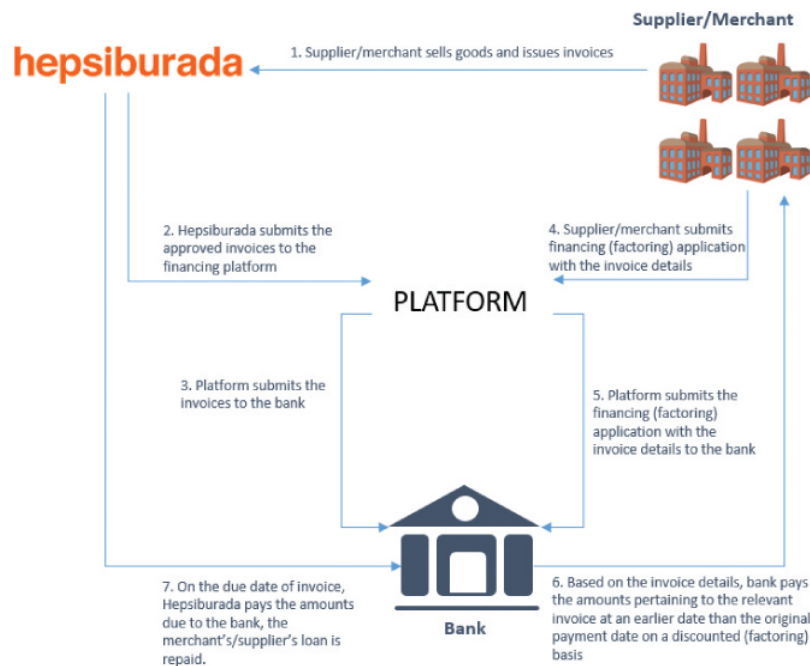 Supplier/Merchant
hepsiburada
1. Supplier/merchant sells goods and issues invoices
2. Hepsiburada submits the
approved invoices to the
financing platform
4. Supplier/merchant submits
financing (factoring) application
with the invoice details
PLATFORM
3. Platform submits the
invoices to the bank
5. Platform submits the
financing (factoring)
application with the
invoice details to the bank
7. On the due date of invoice,
Hepsiburada pays the amounts
due to the bank, the
merchant's/supplier's loan is
repaid.
Bank
6. Based on the invoice details, bank pays
the amounts pertaining to the relevant
invoice at an earlier date than the original
payment date on a discounted (factoring)
basis